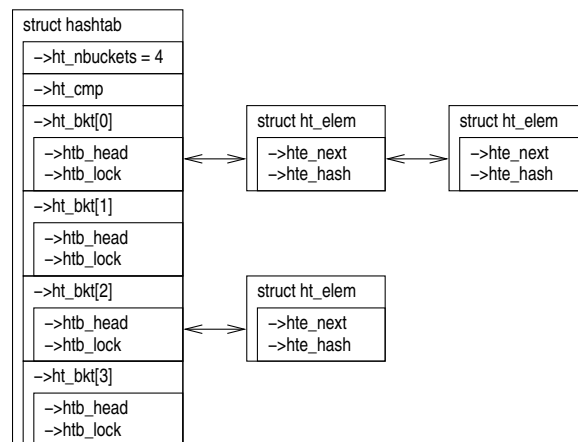 struct hashtab
−>ht_nbuckets = 4
−>ht_cmp
−>ht_bkt[0]
−>htb_head
−>htb_lock
struct ht_elem
−>hte_next
−>hte_hash
struct ht_elem
−>hte_next
−>hte_hash
−>ht_bkt[1]
−>htb_head
−>htb_lock
−>ht_bkt[2]
−>htb_head
−>htb_lock
struct ht_elem
−>hte_next
−>hte_hash
−>ht_bkt[3]
−>htb_head
−>htb_lock